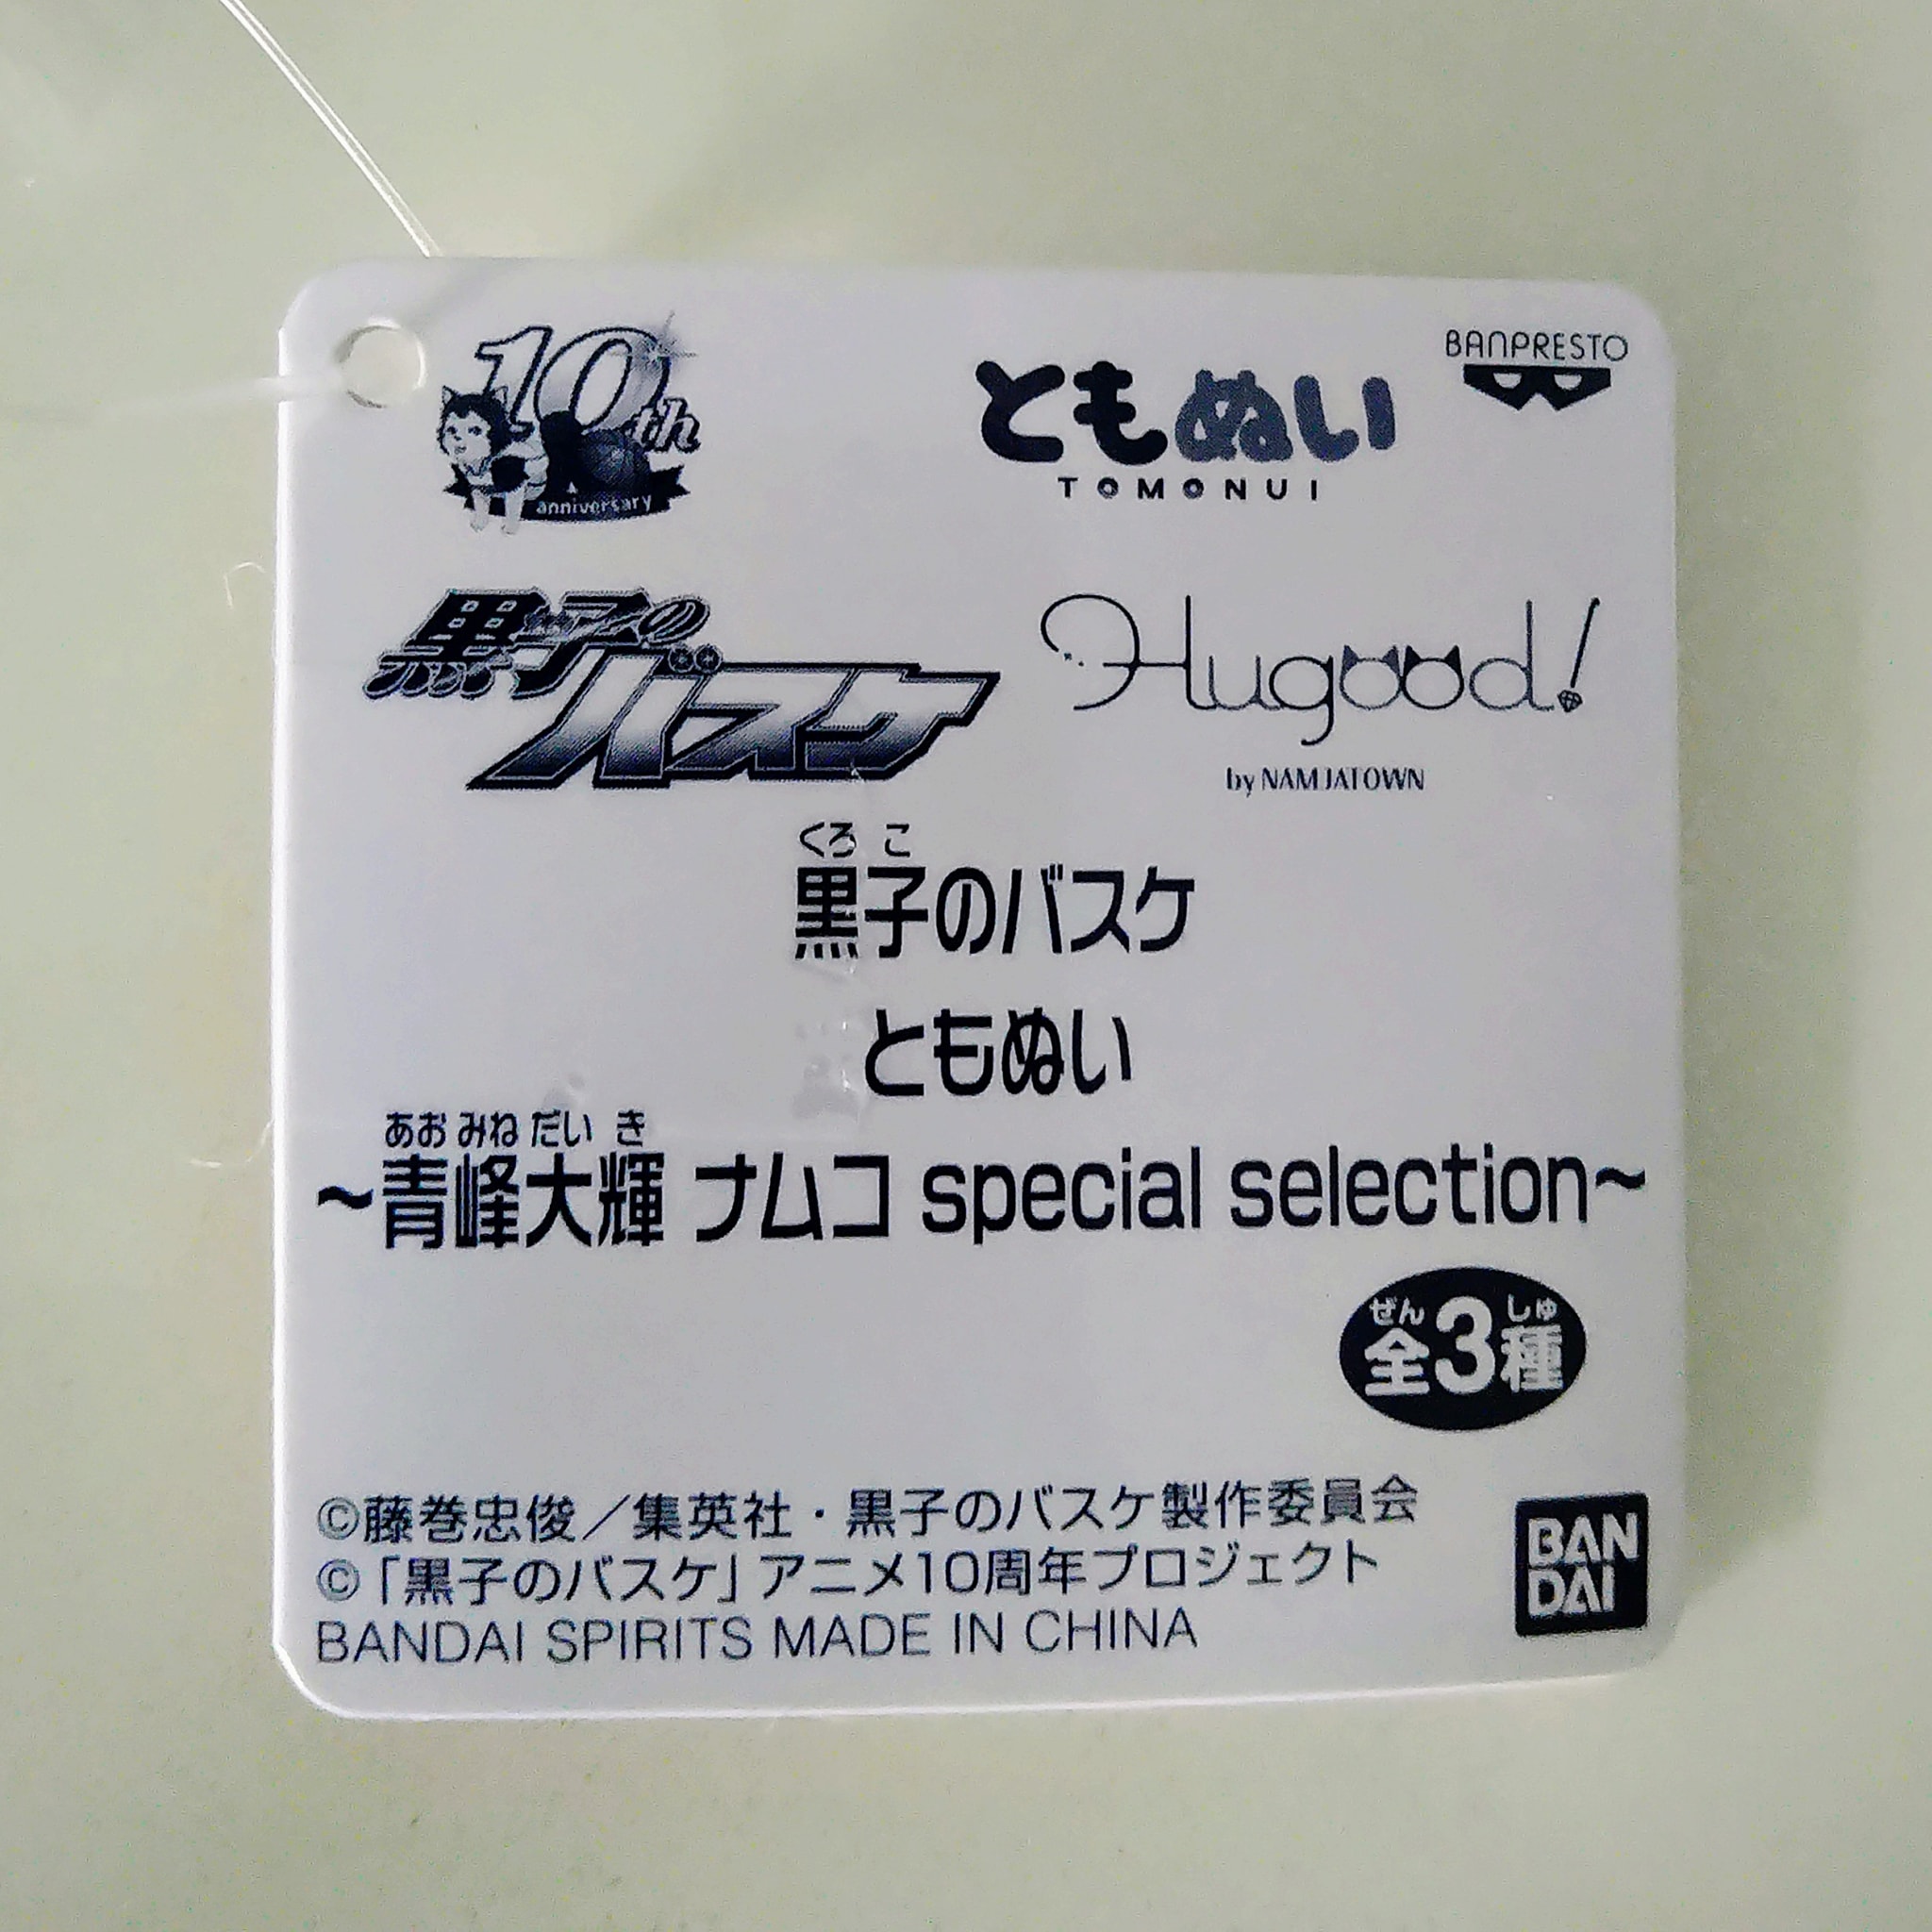 10th
anniversary
ともぬい
TOMONUI
BANPRESTO
黒子の
バスケ
Hugood!
by NAMJATOWN
くろこ
黒子のバスケ
ともぬい
あおみねだいき
~青峰大輝 ナムコ special selection~
ぜん しゅ
全3種
©藤巻忠俊/集英社・黒子のバスケ製作委員会
©「黒子のバスケ」アニメ10周年プロジェクト
BANDAI SPIRITS MADE IN CHINA
BAN
DAI